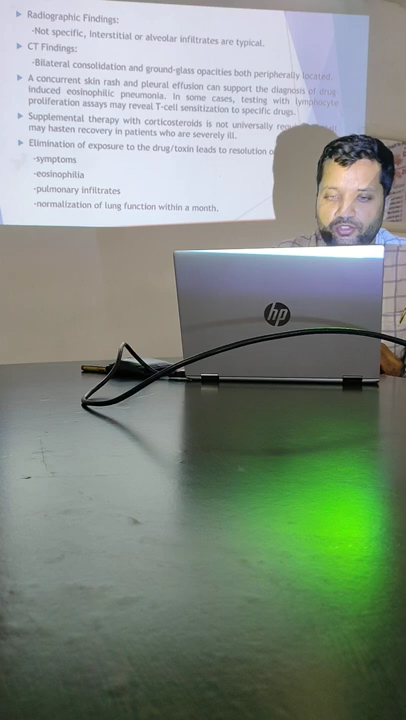 Radiographic Findings:
-Not specific, Interstitial or alveolar infiltrates are typical.
CT Findings:
-Bilateral consolidation and ground-glass opacities both peripherally located.
A concurrent skin rash and pleural effusion can support the diagnosis of drug-
induced eosinophilic pneumonia. In some cases, testing with lymphocyte
proliferation assays may reveal T-cell sensitization to specific drugs.
Supplemental therapy with corticosteroids is not universally
may hasten recovery in patients who are severely ill.
Elimination of exposure to the drug/toxin leads to resolution
-symptoms
-eosinophilia
-pulmonary infiltrates
-normalization of lung function within a month.
hp